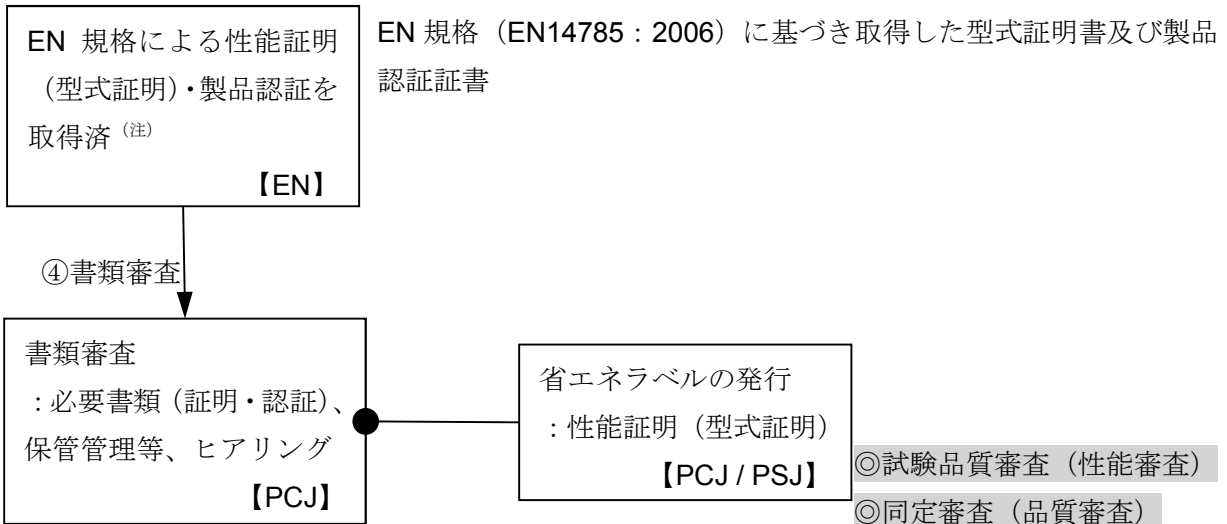 EN 規格による性能証明
（型式証明）・製品認証を
取得済（注）
【EN】
EN 規格（EN14785：2006）に基づき取得した型式証明書及び製品
認証証書
④書類審査
書類審査
：必要書類（証明・認証）、
保管管理等、ヒアリング
【PCJ】
省エネラベルの発行
：性能証明（型式証明）
【PCJ / PSJ】
◎試験品質審査（性能審査）
◎同定審査（品質審査）